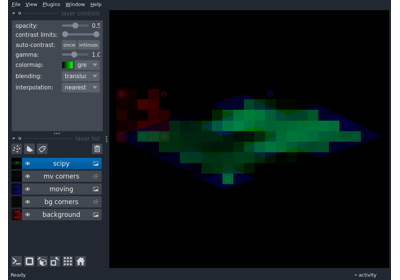 File View Plugins Window Help
layer controls
opacity: 0.5
contrast limits:
auto-contrast: once
gamma: 1.0
colormap: gre
blending: translu
interpolation: nearest
layer list
scipy
mv corners
moving
bg corners
background
Ready activity